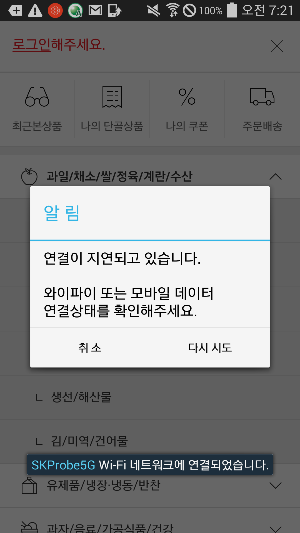 100% 오전 7:21
로그인해주세요.
최근본상품 나의 단골상품 나의 쿠폰 주문배송
과일/채소/쌀/정육/계란/수산
알 림
연결이 지연되고 있습니다.
와이파이 또는 모바일 데이터
연결상태를 확인해주세요.
취소 다시 시도
생선/해산물
김/미역/건어물
SKProbe5G Wi-Fi 네트워크에 연결되었습니다.
유제품/냉장·냉동/반찬
과자/음료/가공식품/건강